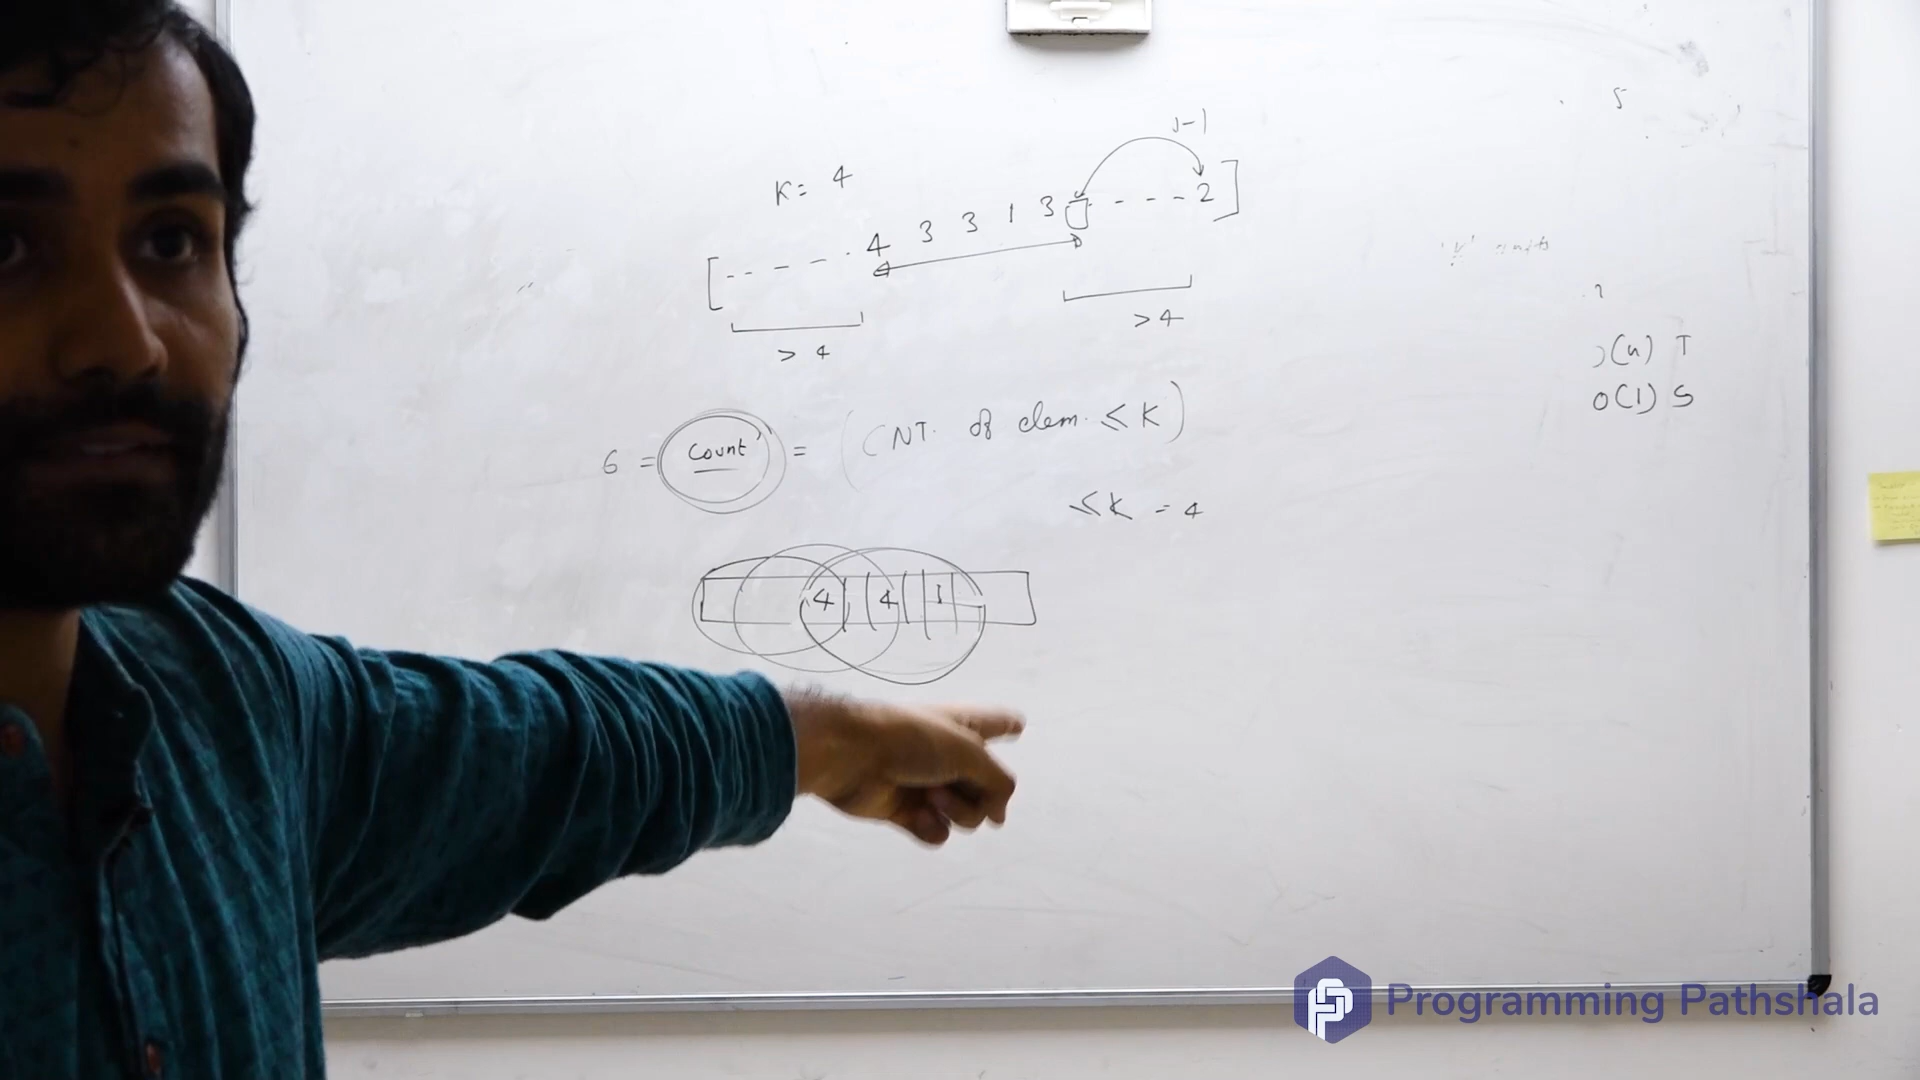 5
J-1
K= 4
[-- - - · 4 3 3 1 3 - - - - 2]
> 4
> 4
O(n) T
O(1) S
6 = Count = (CNT. of elem. ≤ K)
≤ K = 4
4 4 1
Programming Pathshala